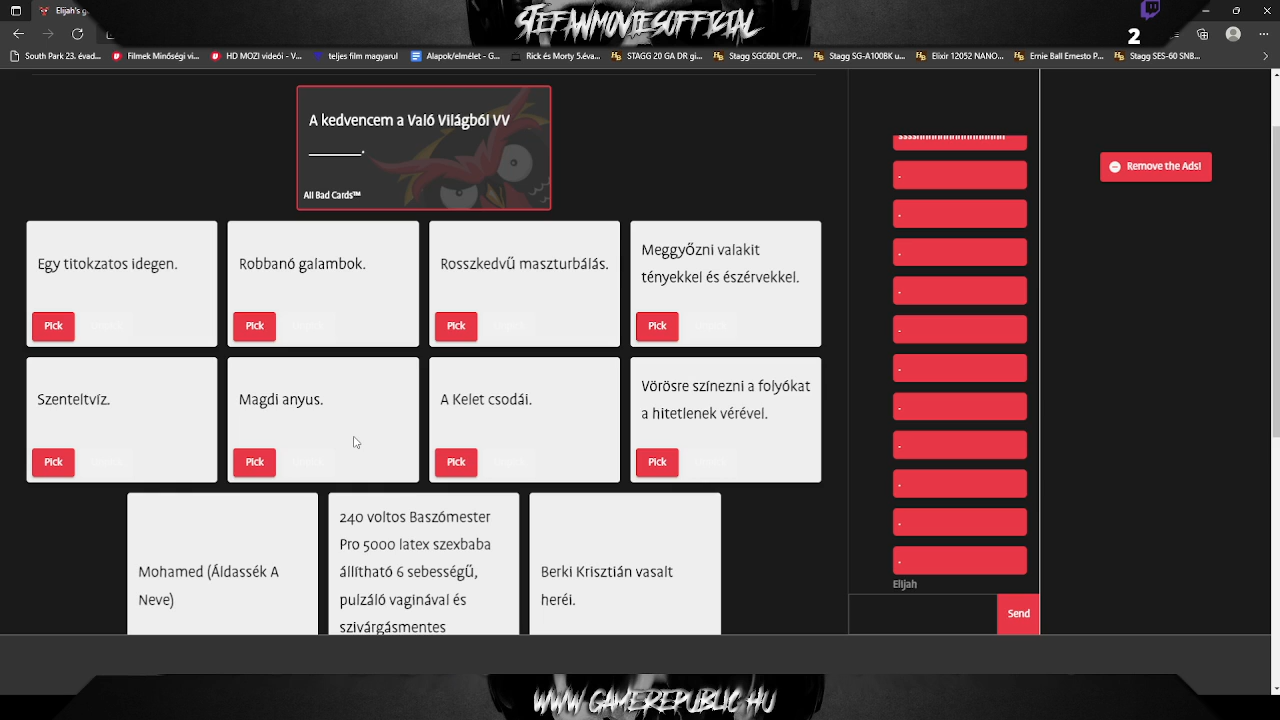 STEFANMOVIESOFFICIAL
Elijah's g
2
South Park 23. évad...
Filmek Minőségi vi...
HD MOZI videói - V...
teljes film magyarul
Alapok/elmélet - G...
Rick és Morty 5.éva...
STAGG 20 GA DR gi...
Stagg SGC6DL CPP...
Stagg SG-A100BK u...
Elixir 12052 NANO...
Ernie Ball Ernesto P...
Stagg SES-60 SNB...
A kedvencem a Való Világból VV
________.
All Bad Cards™
Egy titokzatos idegen.
Pick
Robbanó galambok.
Pick
Rosszkedvű maszturbálás.
Pick
Meggyőzni valakit
tényekkel és észérvekkel.
Pick
Szenteltvíz.
Pick
Magdi anyus.
Pick
A Kelet csodái.
Pick
Vörösre színezni a folyókat
a hitetlenek vérével.
Pick
Mohamed (Áldassék A
Neve)
240 voltos Baszómester
Pro 5000 latex szexbaba
állítható 6 sebességű,
pulzáló vaginával és
szivárgásmentes
Berki Krisztián vasalt
heréi.
.
.
.
.
.
.
.
.
.
.
.
Elijah
Send
Remove the Ads!
WWW GAMEREPUBLIC.HU